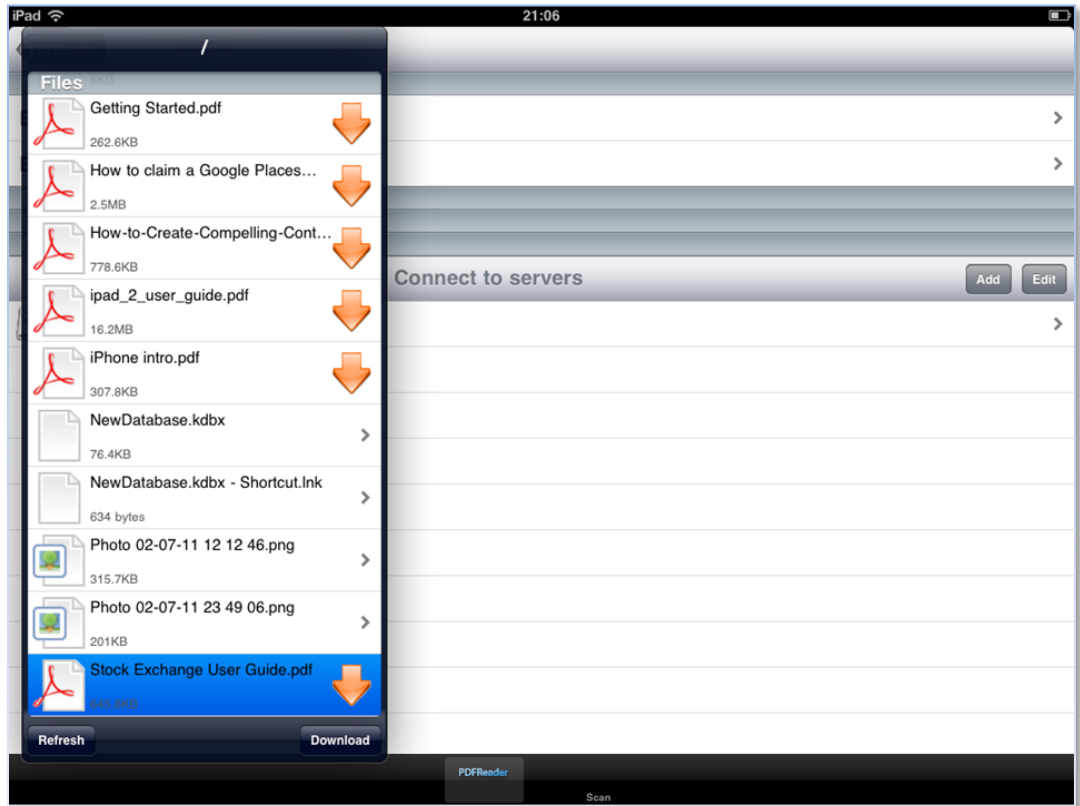 iPad
21:06
/
Files
Getting Started.pdf
262.6KB
How to claim a Google Places...
2.5MB
How-to-Create-Compelling-Cont...
778.6KB
ipad_2_user_guide.pdf
16.2MB
iPhone intro.pdf
307.8KB
NewDatabase.kdbx
76.4KB
NewDatabase.kdbx - Shortcut.lnk
634 bytes
Photo 02-07-11 12 12 46.png
315.7KB
Photo 02-07-11 23 49 06.png
201KB
Stock Exchange User Guide.pdf
Refresh
Download
Connect to servers
Add
Edit
PDFReader
Scan